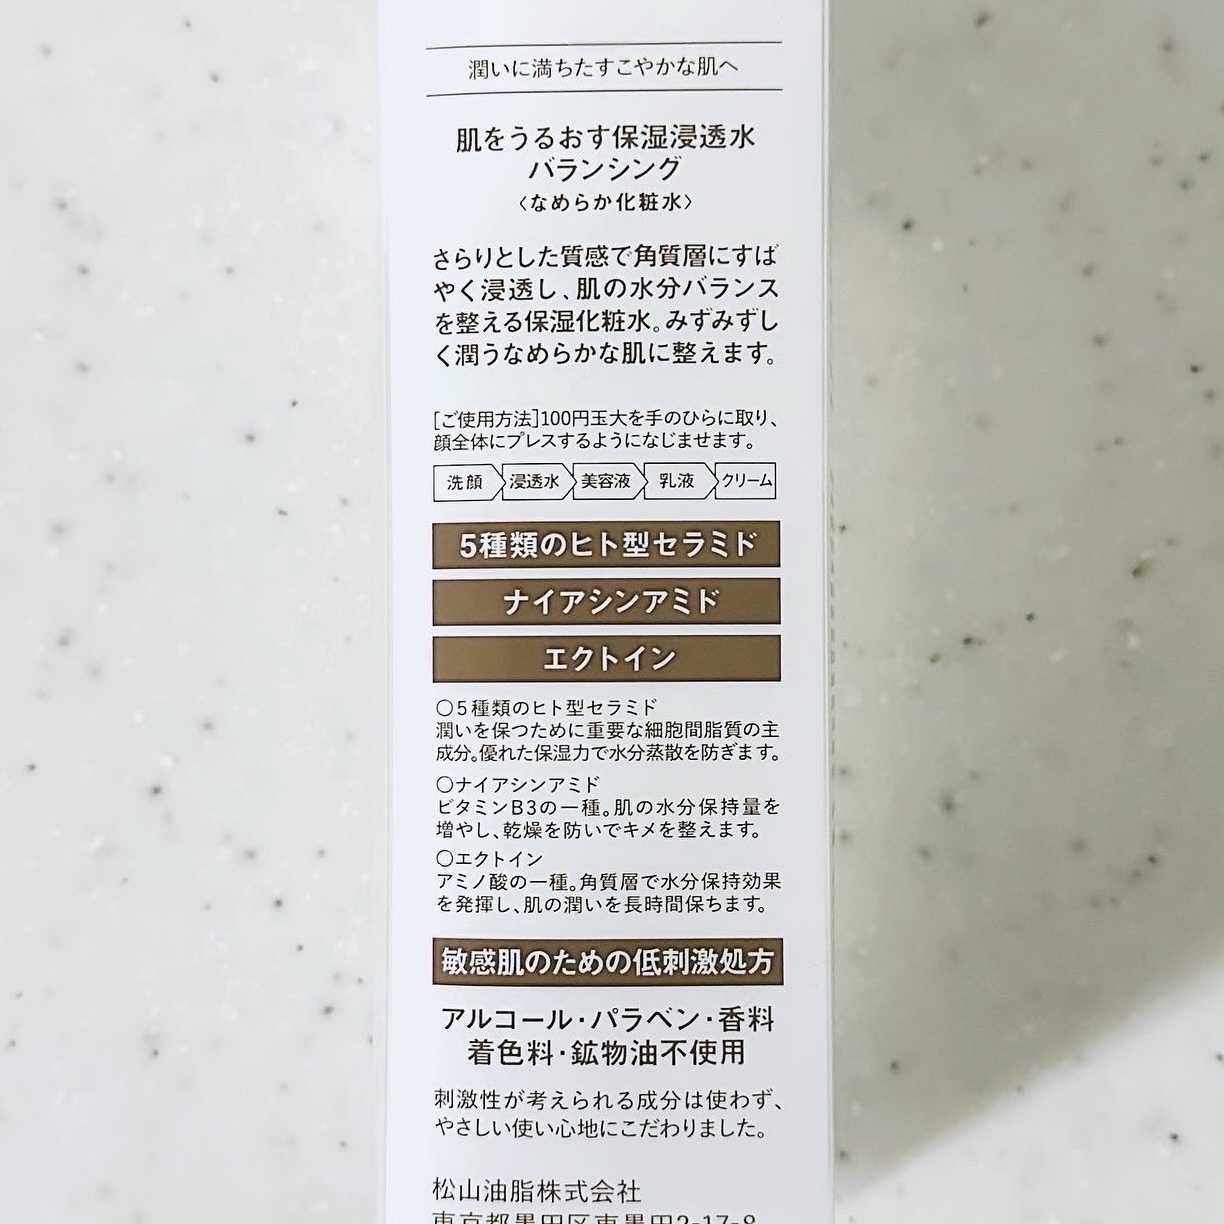 潤いに満ちたすこやかな肌へ
肌をうるおす保湿浸透水
バランシング
〈なめらか化粧水〉
さらりとした質感で角質層にすば
やく浸透し、肌の水分バランス
を整える保湿化粧水。みずみずし
く潤うなめらかな肌に整えます。
[ご使用方法]100円玉大を手のひらに取り、
顔全体にプレスするようになじませます。
洗顔 浸透水 美容液 乳液 クリーム
5種類のヒト型セラミド
ナイアシンアミド
エクトイン
〇5種類のヒト型セラミド
潤いを保つために重要な細胞間脂質の主
成分。優れた保湿力で水分蒸散を防ぎます。
〇ナイアシンアミド
ビタミンB3の一種。肌の水分保持量を
増やし、乾燥を防いでキメを整えます。
〇エクトイン
アミノ酸の一種。角質層で水分保持効果
を発揮し、肌の潤いを長時間保ちます。
敏感肌のための低刺激処方
アルコール・パラベン・香料
着色料・鉱物油不使用
刺激性が考えられる成分は使わず、
やさしい使い心地にこだわりました。
松山油脂株式会社
東京都墨田区東墨田2-17-8